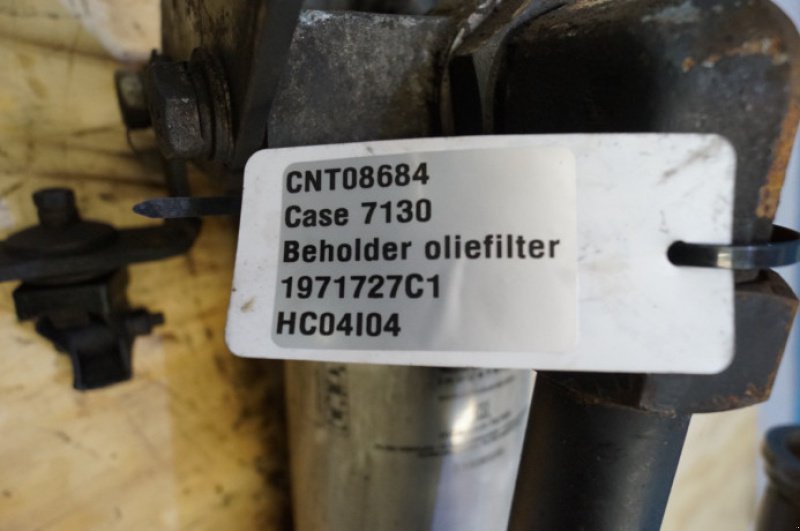 CNT08684
Case 7130
Beholder oliefilter
1971727C1
HC04I04